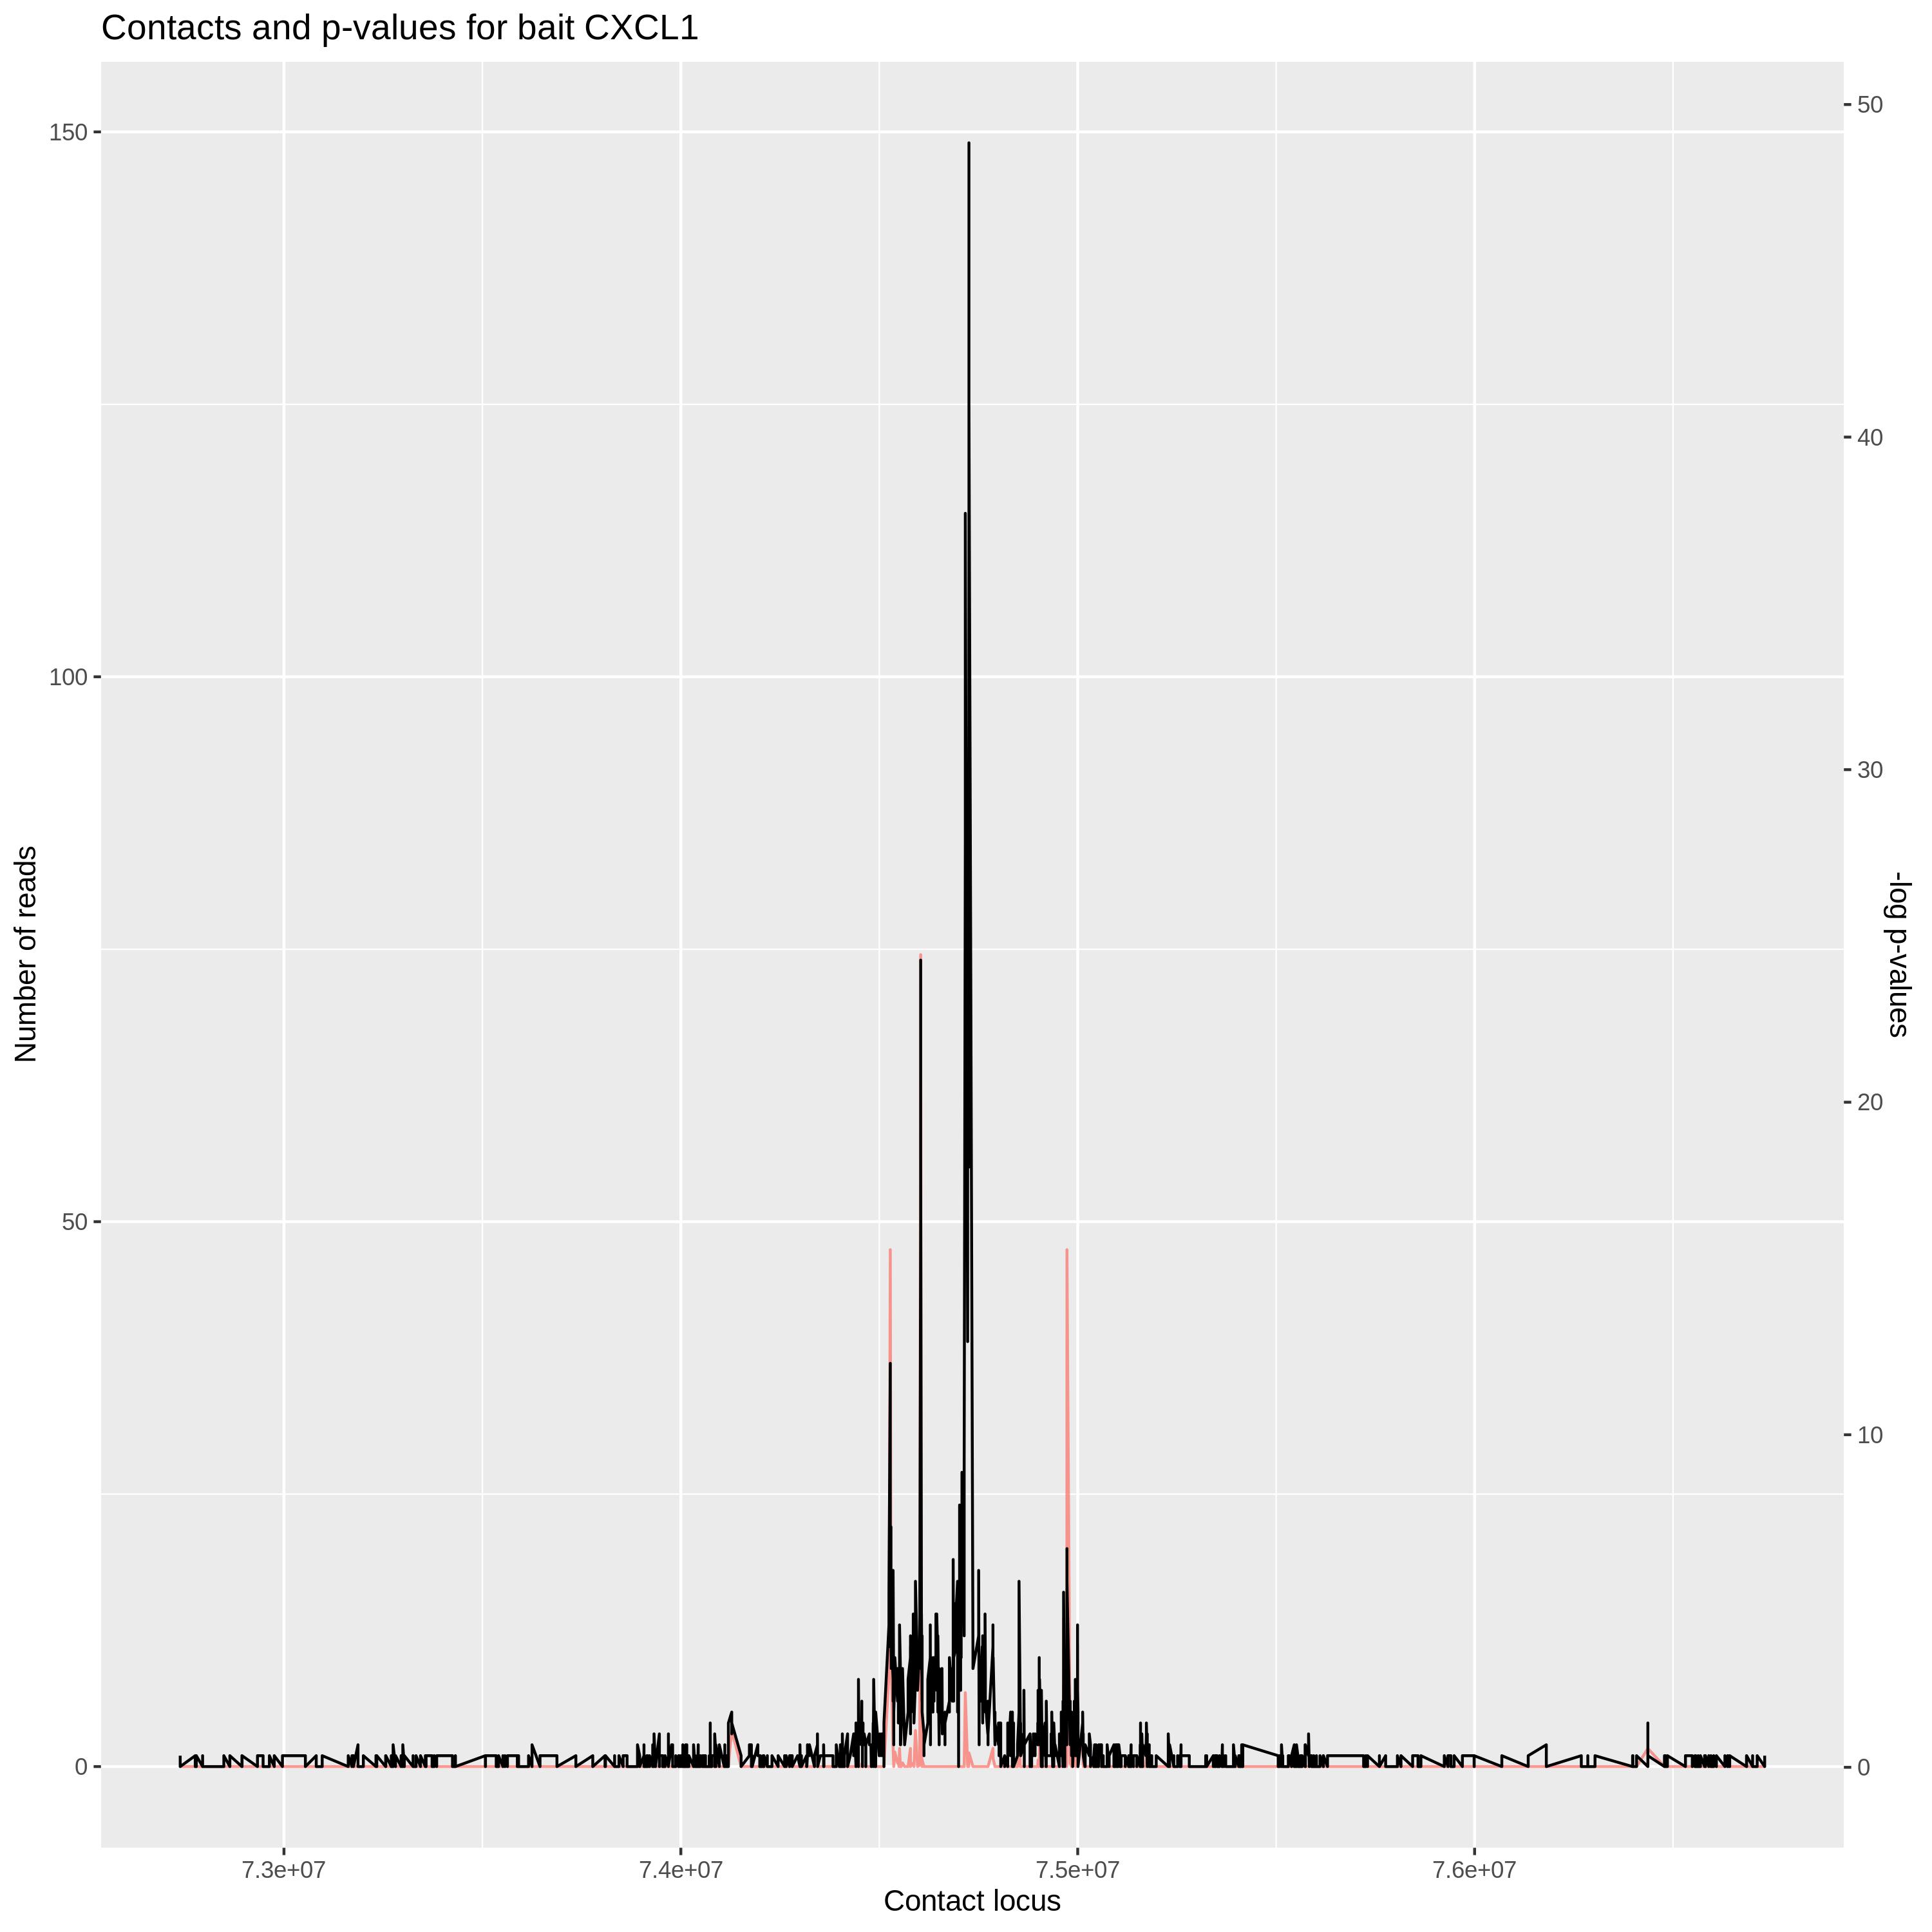 Contacts and p-values for bait CXCL1
150
100
50
0
Number of reads
50
40
30
20
10
0
-log p-values
7.3e+07
7.4e+07
7.5e+07
7.6e+07
Contact locus